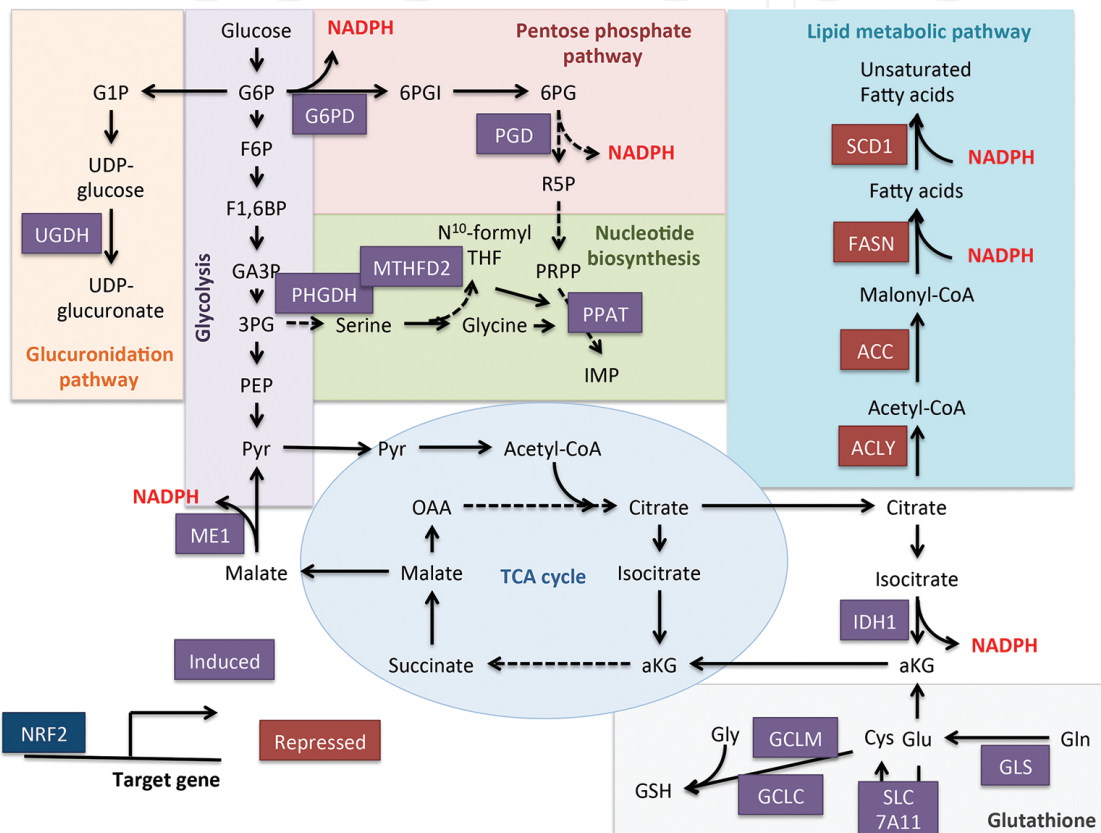 Glucose
NADPH
Pentose phosphate
pathway
Lipid metabolic pathway
Unsaturated
Fatty acids
G1P
G6P
6PGI
6PG
G6PD
PGD
SCD1
NADPH
NADPH
F6P
UDP-
glucose
R5P
Fatty acids
F1,6BP
UGDH
N10-formyl
THF
Nucleotide
biosynthesis
FASN
NADPH
MTHFD2
GA3P
PRPP
PHGDH
UDP-
glucuronate
Malonyl-CoA
Glycolysis
3PG
Serine
Glycine
PPAT
Glucuronidation
pathway
ACC
IMP
PEP
Acetyl-CoA
Pyr
Pyr
Acetyl-CoA
ACLY
NADPH
OAA
Citrate
Citrate
ME1
Malate
Malate
TCA cycle
Isocitrate
Isocitrate
IDH1
NADPH
Induced
Succinate
aKG
aKG
NRF2
Repressed
Target gene
Gly
GCLM
Cys
Glu
Gln
GLS
GSH
GCLC
SLC
7A11
Glutathione